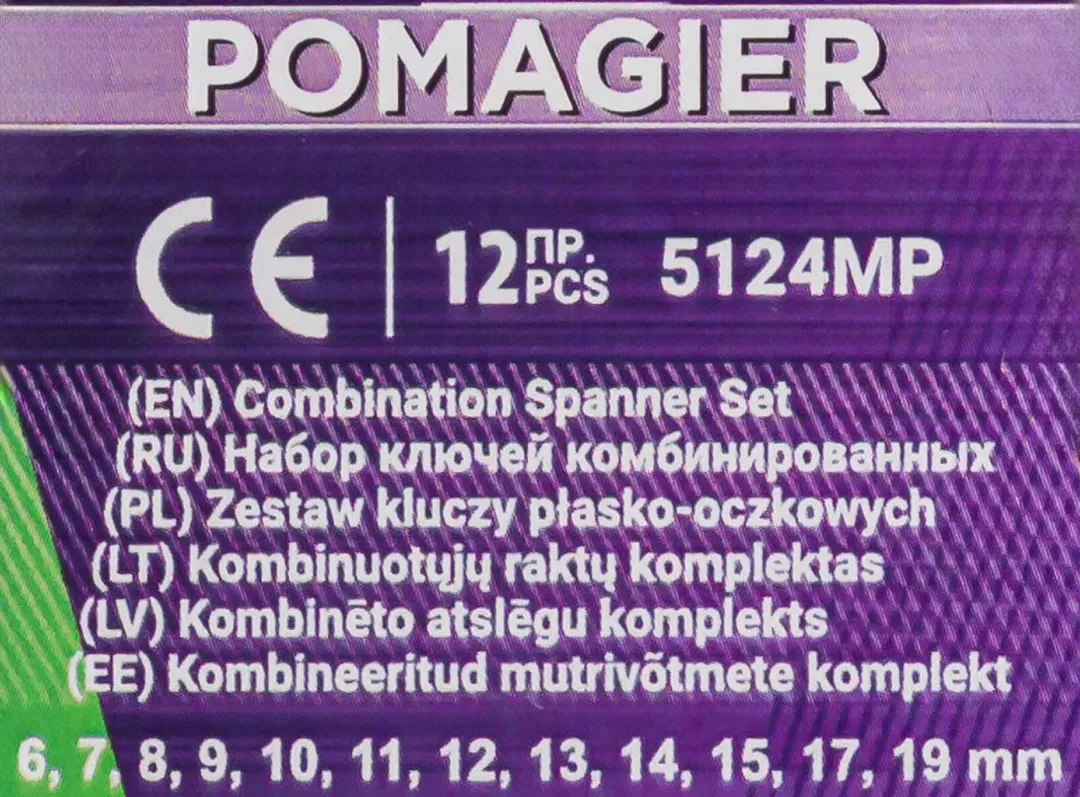 POMAGIER
CE 12 ПР. PCS 5124MP
(EN) Combination Spanner Set
(RU) Набор ключей комбинированных
(PL) Zestaw kluczy płasko-oczkowych
(LT) Kombinuotųjų raktų komplektas
(LV) Kombinēto atslēgu komplekts
(EE) Kombineeritud mutrivõtmete komplekt
6, 7, 8, 9, 10, 11, 12, 13, 14, 15, 17, 19 mm